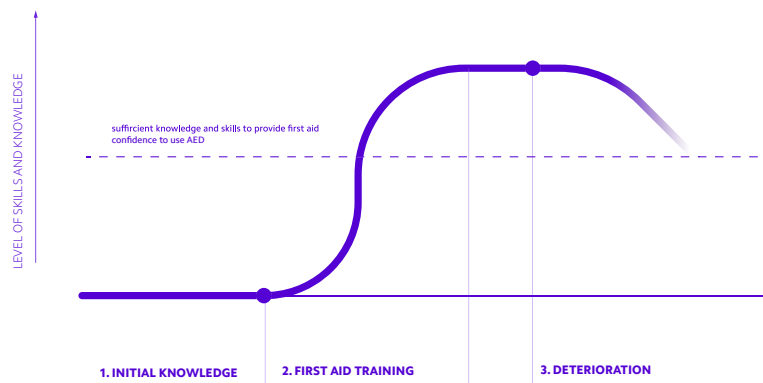 LEVEL OF SKILLS AND KNOWLEDGE
suffircient knowledge and skills to provide first aid
confidence to use AED
1. INITIAL KNOWLEDGE
2. FIRST AID TRAINING
3. DETERIORATION